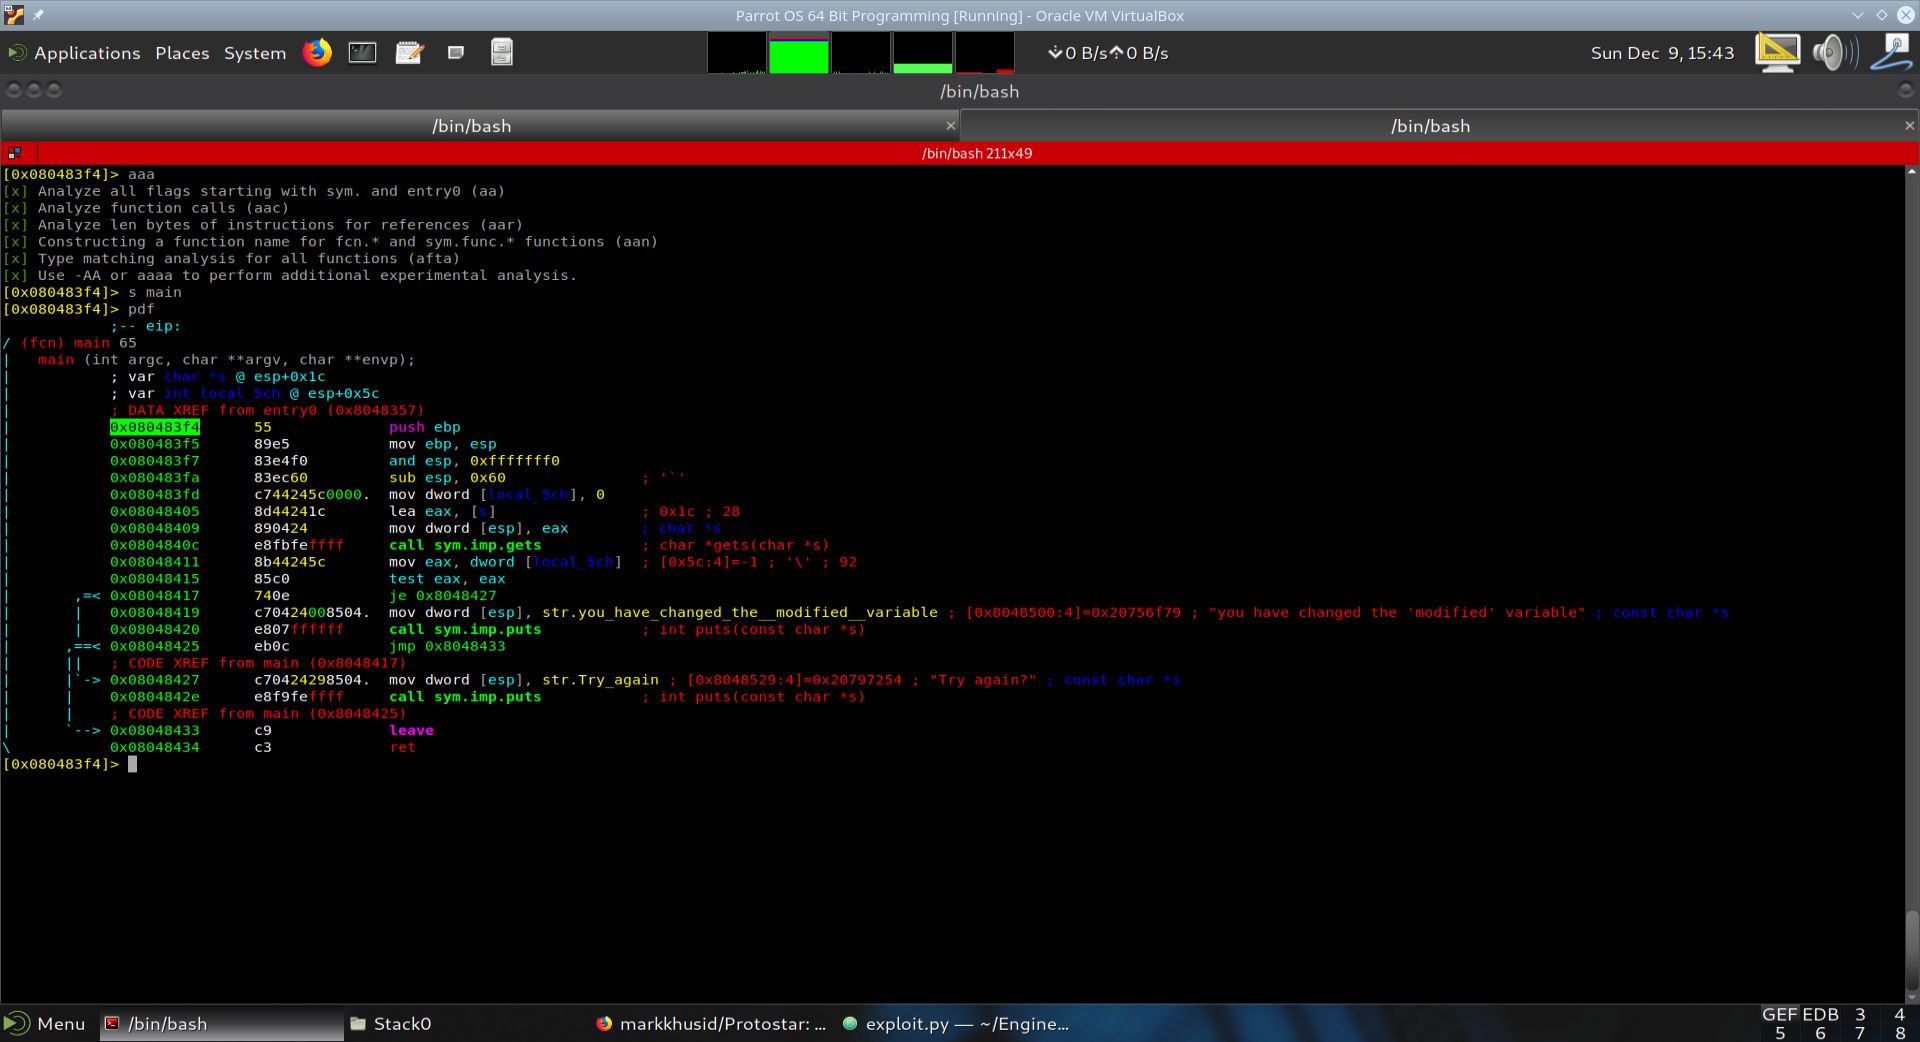 Parrot OS 64 Bit Programming [Running] - Oracle VM VirtualBox
Applications Places System 0 B/s 0 B/s Sun Dec 9, 15:43
/bin/bash
/bin/bash × /bin/bash ×
/bin/bash 211x49
[0x080483f4]> aaa
[x] Analyze all flags starting with sym. and entry0 (aa)
[x] Analyze function calls (aac)
[x] Analyze len bytes of instructions for references (aar)
[x] Constructing a function name for fcn.* and sym.func.* functions (aan)
[x] Type matching analysis for all functions (afta)
[x] Use -AA or aaaa to perform additional experimental analysis.
[0x080483f4]> s main
[0x080483f4]> pdf
;-- eip:
/ (fcn) main 65
| main (int argc, char **argv, char **envp);
| ; var char *s @ esp+0x1c
| ; var int local_5ch @ esp+0x5c
| ; DATA XREF from entry0 (0x8048357)
| 0x080483f4 55 push ebp
| 0x080483f5 89e5 mov ebp, esp
| 0x080483f7 83e4f0 and esp, 0xfffffff0
| 0x080483fa 83ec60 sub esp, 0x60 ; '`'
| 0x080483fd c744245c0000. mov dword [local_5ch], 0
| 0x08048405 8d44241c lea eax, [s] ; 0x1c ; 28
| 0x08048409 890424 mov dword [esp], eax ; char *s
| 0x0804840c e8fbfeffff call sym.imp.gets ; char *gets(char *s)
| 0x08048411 8b44245c mov eax, dword [local_5ch] ; [0x5c:4]=-1 ; '\' ; 92
| 0x08048415 85c0 test eax, eax
| ,=< 0x08048417 740e je 0x8048427
| | 0x08048419 c70424008504. mov dword [esp], str.you_have_changed_the__modified__variable ; [0x8048500:4]=0x20756f79 ; "you have changed the 'modified' variable" ; const char *s
| | 0x08048420 e807ffffff call sym.imp.puts ; int puts(const char *s)
| ,==< 0x08048425 eb0c jmp 0x8048433
| || ; CODE XREF from main (0x8048417)
| |`-> 0x08048427 c70424298504. mov dword [esp], str.Try_again ; [0x8048529:4]=0x20797254 ; "Try again?" ; const char *s
| | 0x0804842e e8f9feffff call sym.imp.puts ; int puts(const char *s)
| | ; CODE XREF from main (0x8048425)
| `--> 0x08048433 c9 leave
\ 0x08048434 c3 ret
[0x080483f4]>
Menu /bin/bash Stack0 markkhusid/Protostar: ... exploit.py — ~/Engine... GEF EDB 3 4
5 6 7 8